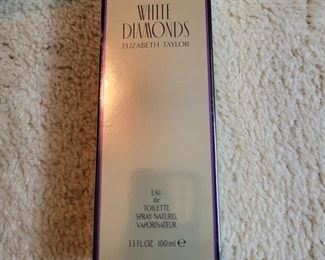 WHITE
DIAMONDS
ELIZABETH TAYLOR
EAU
de
TOILETTE
SPRAY NATUREL
VAPORISATEUR
3.3 FL.OZ. 100 ml ℮